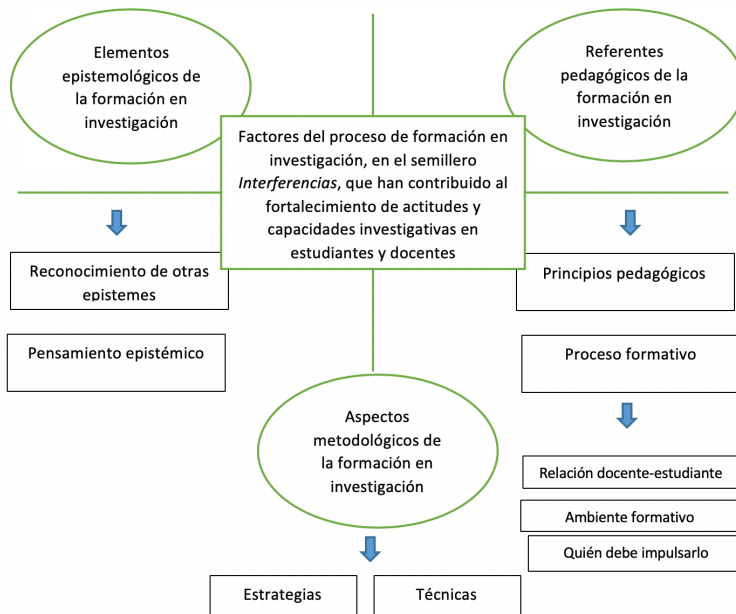 Elementos
epistemológicos de
la formación en
investigación
Referentes
pedagógicos de la
formación en
investigación
Factores del proceso de formación en
investigación, en el semillero
Interferencias, que han contribuido al
fortalecimiento de actitudes y
capacidades investigativas en
estudiantes y docentes
Reconocimiento de otras
epistemes
Pensamiento epistémico
Principios pedagógicos
Proceso formativo
Relación docente-estudiante
Ambiente formativo
Quién debe impulsarlo
Aspectos
metodológicos de
la formación en
investigación
Estrategias
Técnicas